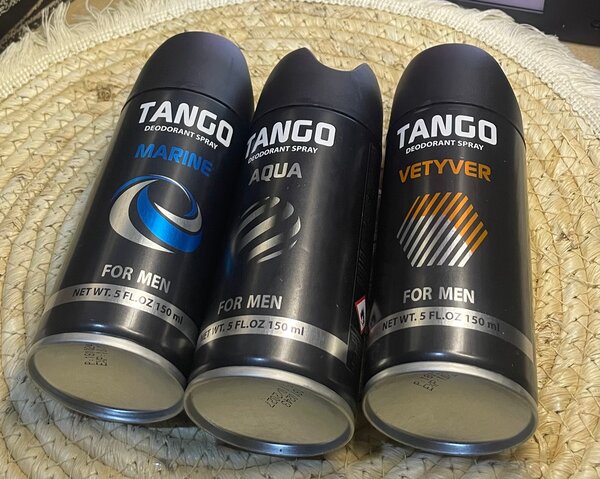 TANGO
DEODORANT SPRAY
MARINE
FOR MEN
NET WT. 5 FL.OZ 150 ml
TANGO
DEODORANT SPRAY
AQUA
FOR MEN
NET WT. 5 FL.OZ 150 ml
TANGO
DEODORANT SPRAY
VETYVER
FOR MEN
NET WT. 5 FL.OZ 150 ml